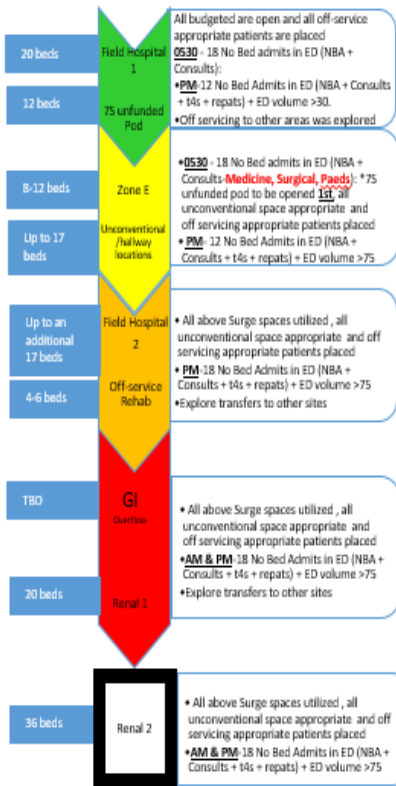 All budgeted are open and all off-service
appropriate patients are placed
0530 - 18 No Bed admits in ED (NBA +
Consults):
•PM-12 No Bed Admits in ED (NBA + Consults
+ t4s + repats) + ED volume >30.
• Off servicing to other areas was explored
20 beds
Field Hospital
1
12 beds
75 unfunded
Pod
•0530 - 18 No Bed admits in ED (NBA +
Consults-Medicine, Surgical, Paeds): *75
unfunded pod to be opened 1st, all
unconventional space appropriate and
off servicing appropriate patients placed
• PM- 12 No Bed Admits in ED (NBA +
Consults + t4s + repats) + ED volume >75
8-12 beds
Zone E
Up to 17
beds
Unconventional
/hallway
locations
• All above Surge spaces utilized , all
unconventional space appropriate and off
servicing appropriate patients placed
• PM-18 No Bed Admits in ED (NBA +
Consults + t4s + repats) + ED volume >75
•Explore transfers to other sites
Up to an
additional
17 beds
Field Hospital
2
4-6 beds
Off-service
Rehab
• All above Surge spaces utilized , all
unconventional space appropriate and
off servicing appropriate patients placed
•AM & PM-18 No Bed Admits in ED (NBA +
Consults + t4s + repats) + ED volume >75
•Explore transfers to other sites
TBD
GI
Overflow
20 beds
Renal 1
• All above Surge spaces utilized , all
unconventional space appropriate and off
servicing appropriate patients placed
•AM & PM-18 No Bed Admits in ED (NBA +
Consults + t4s + repats) + ED volume >75
36 beds
Renal 2